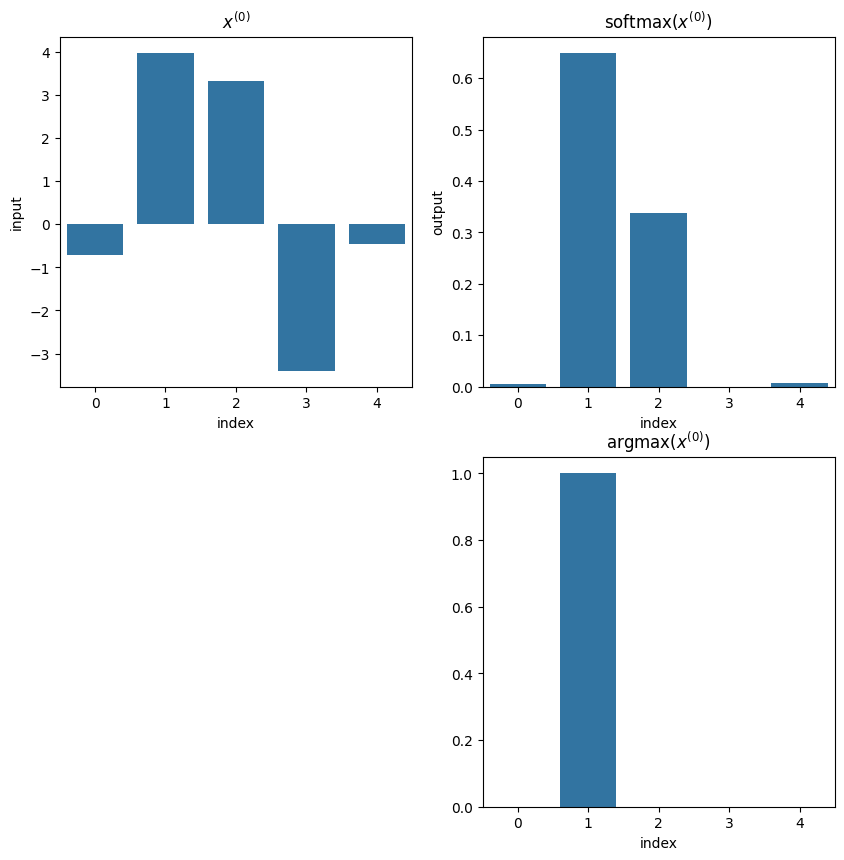 x^{(0)}
4
3
2
1
0
−1
−2
−3
input
0 1 2 3 4
index
softmax(x^{(0)})
0.6
0.5
0.4
0.3
0.2
0.1
0.0
output
0 1 2 3 4
index
argmax(x^{(0)})
1.0
0.8
0.6
0.4
0.2
0.0
0 1 2 3 4
index